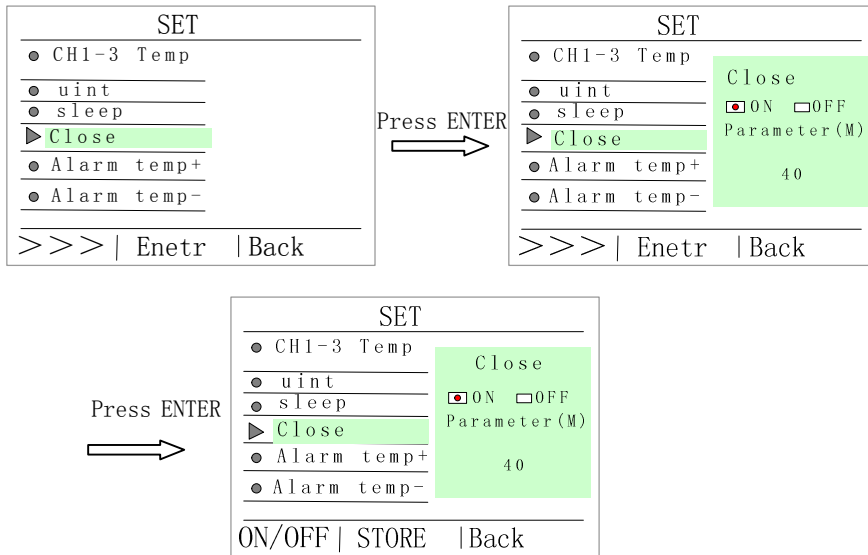 SET
CH1-3 Temp
uint
sleep
Close
Alarm temp+
Alarm temp-
>>>| Enetr |Back
Press ENTER
SET
CH1-3 Temp
uint
sleep
Close
Alarm temp+
Alarm temp-
Close
ON OFF
Parameter(M)
40
>>>| Enetr |Back
Press ENTER
SET
CH1-3 Temp
uint
sleep
Close
Alarm temp+
Alarm temp-
Close
ON OFF
Parameter(M)
40
ON/OFF| STORE |Back